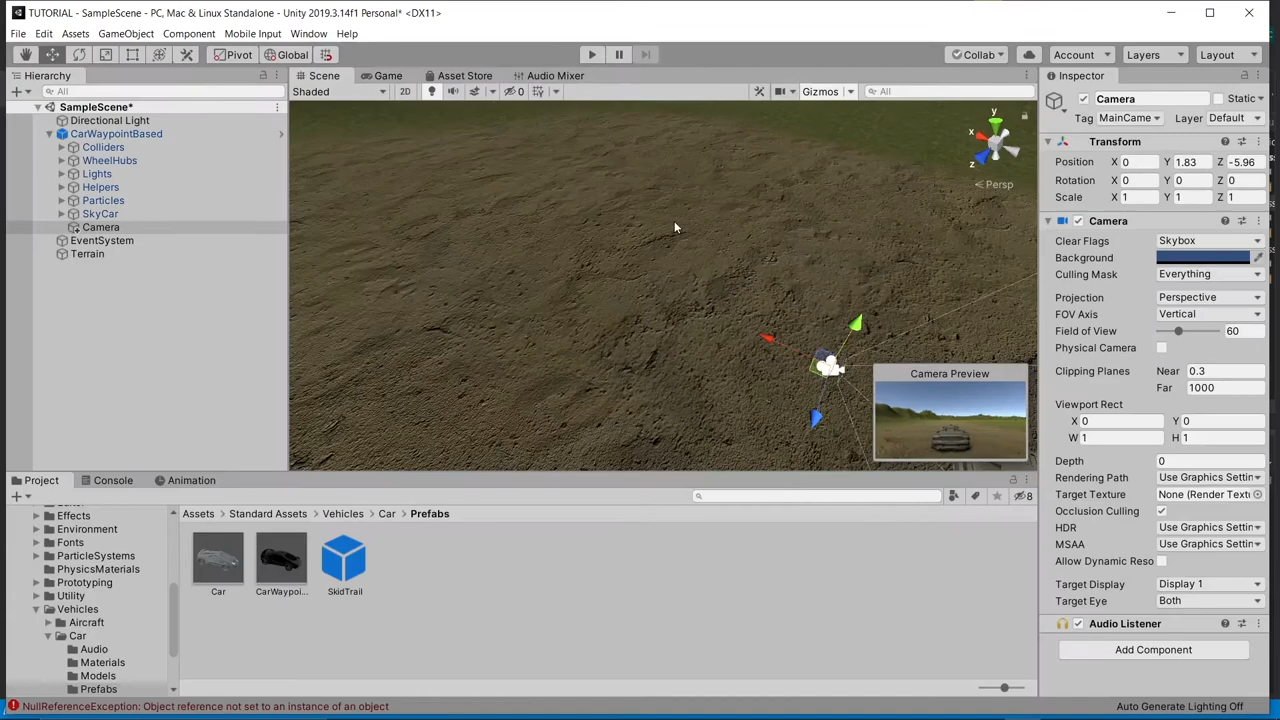 TUTORIAL - SampleScene - PC, Mac & Linux Standalone - Unity 2019.3.14f1 Personal* <DX11>
File Edit Assets GameObject Component Mobile Input Window Help
Pivot Global Collab Account Layers Layout
Hierarchy Scene Game Asset Store Audio Mixer Inspector
All Shaded 2D 0 Gizmos All
Camera Static
Tag MainCame Layer Default
SampleScene*
Directional Light
CarWaypointBased
Colliders
WheelHubs
Lights
Helpers
Particles
SkyCar
Camera
EventSystem
Terrain
y
x
z
Persp
Camera Preview
Transform
Position X 0 Y 1.83 Z -5.96
Rotation X 0 Y 0 Z 0
Scale X 1 Y 1 Z 1
Camera
Clear Flags Skybox
Background
Culling Mask Everything
Projection Perspective
FOV Axis Vertical
Field of View 60
Physical Camera
Clipping Planes Near 0.3
Far 1000
Viewport Rect
X 0 Y 0
W 1 H 1
Depth 0
Rendering Path Use Graphics Settin
Target Texture None (Render Textu
Occlusion Culling
HDR Use Graphics Settin
MSAA Use Graphics Settin
Allow Dynamic Reso
Target Display Display 1
Target Eye Both
Audio Listener
Add Component
Project Console Animation
8
Assets Standard Assets Vehicles Car Prefabs
Effects
Environment
Fonts
ParticleSystems
PhysicsMaterials
Prototyping
Utility
Vehicles
Aircraft
Car
Audio
Materials
Models
Prefabs
Car CarWaypoi... SkidTrail
NullReferenceException: Object reference not set to an instance of an object
Auto Generate Lighting Off